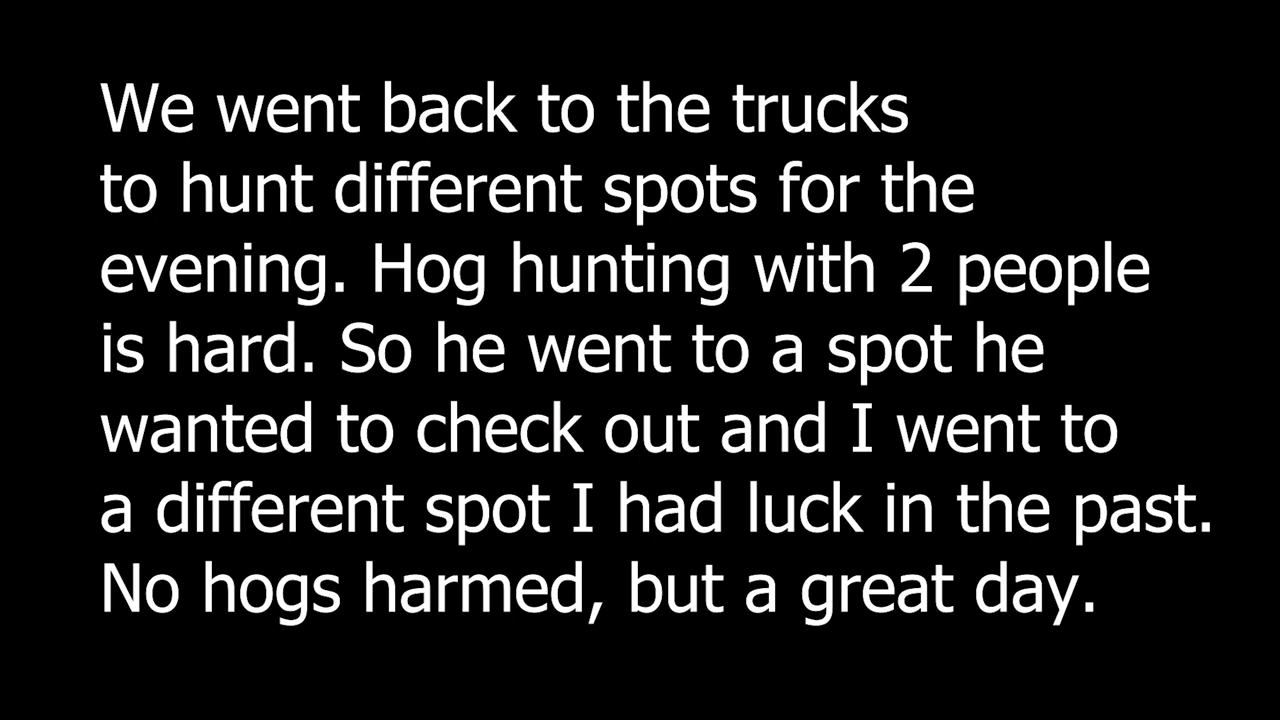 We went back to the trucks
to hunt different spots for the
evening. Hog hunting with 2 people
is hard. So he went to a spot he
wanted to check out and I went to
a different spot I had luck in the past.
No hogs harmed, but a great day.